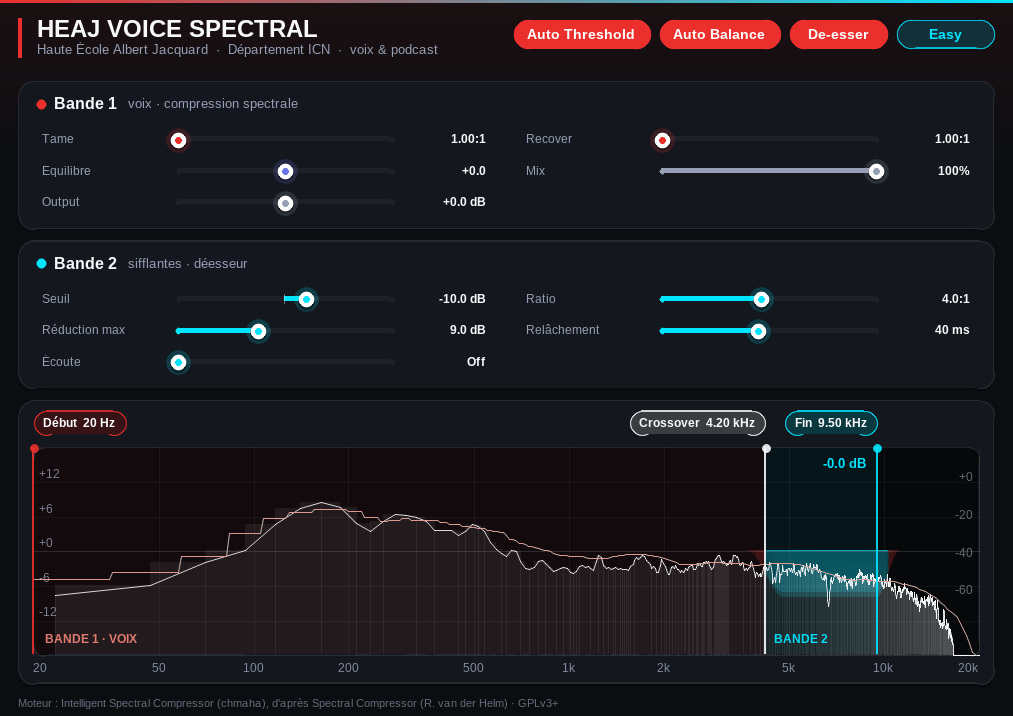 HEAJ VOICE SPECTRAL
Haute École Albert Jacquard · Département ICN · voix & podcast
Auto Threshold
Auto Balance
De-esser
Easy
Bande 1 voix · compression spectrale
Tame 1.00:1 Recover 1.00:1
Equilibre +0.0 Mix 100%
Output +0.0 dB
Bande 2 sifflantes · déesseur
Seuil -10.0 dB Ratio 4.0:1
Réduction max 9.0 dB Relâchement 40 ms
Écoute Off
Début 20 Hz Crossover 4.20 kHz Fin 9.50 kHz
-0.0 dB
+12 +0
+6 -20
+0 -40
-6 -60
-12
BANDE 1 · VOIX BANDE 2
20 50 100 200 500 1k 2k 5k 10k 20k
Moteur : Intelligent Spectral Compressor (chmaha), d'après Spectral Compressor (R. van der Helm) · GPLv3+